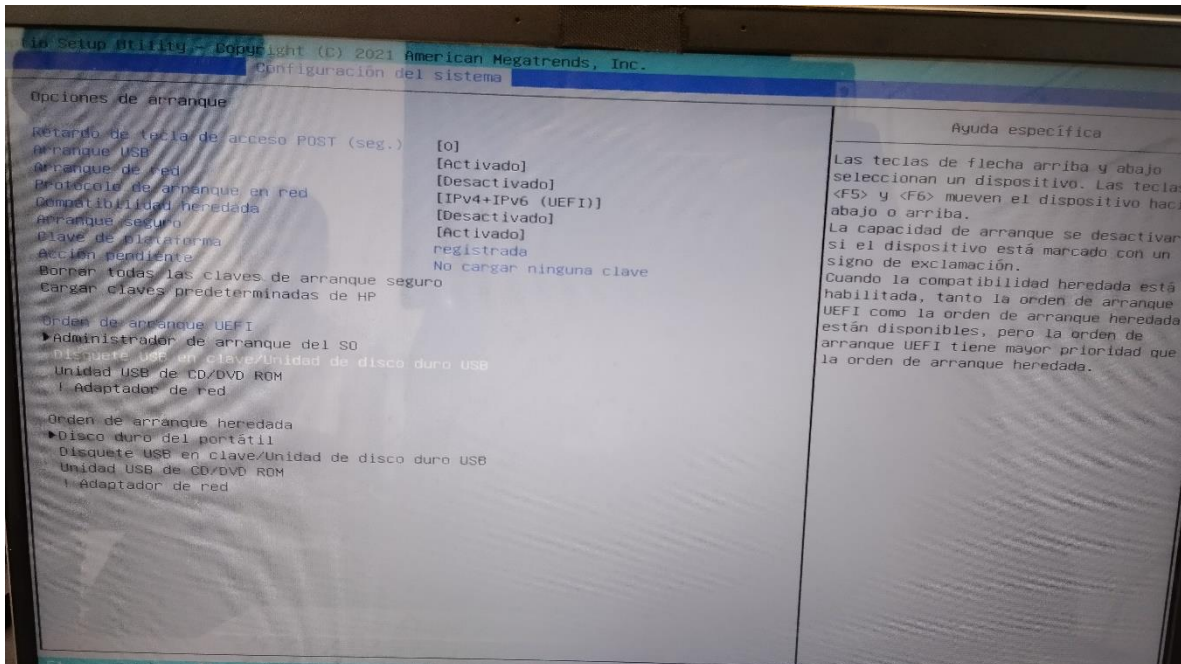 tio Setup Utility - Copyright (C) 2021 American Megatrends, Inc.
Configuración del sistema
Opciones de arranque
Retardo de tecla de acceso POST (seg.) [0]
Arranque USB [Activado]
Arranque de red [Desactivado]
Protocolo de arranque en red [IPv4+IPv6 (UEFI)]
Compatibilidad heredada [Desactivado]
Arranque seguro [Activado]
Clave de plataforma registrada
Acción pendiente No cargar ninguna clave
Borrar todas las claves de arranque seguro
Cargar claves predeterminadas de HP
Orden de arranque UEFI
▶Administrador de arranque del SO
Disquete USB en clave/Unidad de disco duro USB
Unidad USB de CD/DVD ROM
! Adaptador de red
Orden de arranque heredada
▶Disco duro del portátil
Disquete USB en clave/Unidad de disco duro USB
Unidad USB de CD/DVD ROM
! Adaptador de red
Ayuda específica
Las teclas de flecha arriba y abajo
seleccionan un dispositivo. Las teclas
<F5> y <F6> mueven el dispositivo haci
abajo o arriba.
La capacidad de arranque se desactivar
si el dispositivo está marcado con un
signo de exclamación.
Cuando la compatibilidad heredada está
habilitada, tanto la orden de arranque
UEFI como la orden de arranque heredada
están disponibles, pero la orden de
arranque UEFI tiene mayor prioridad que
la orden de arranque heredada.